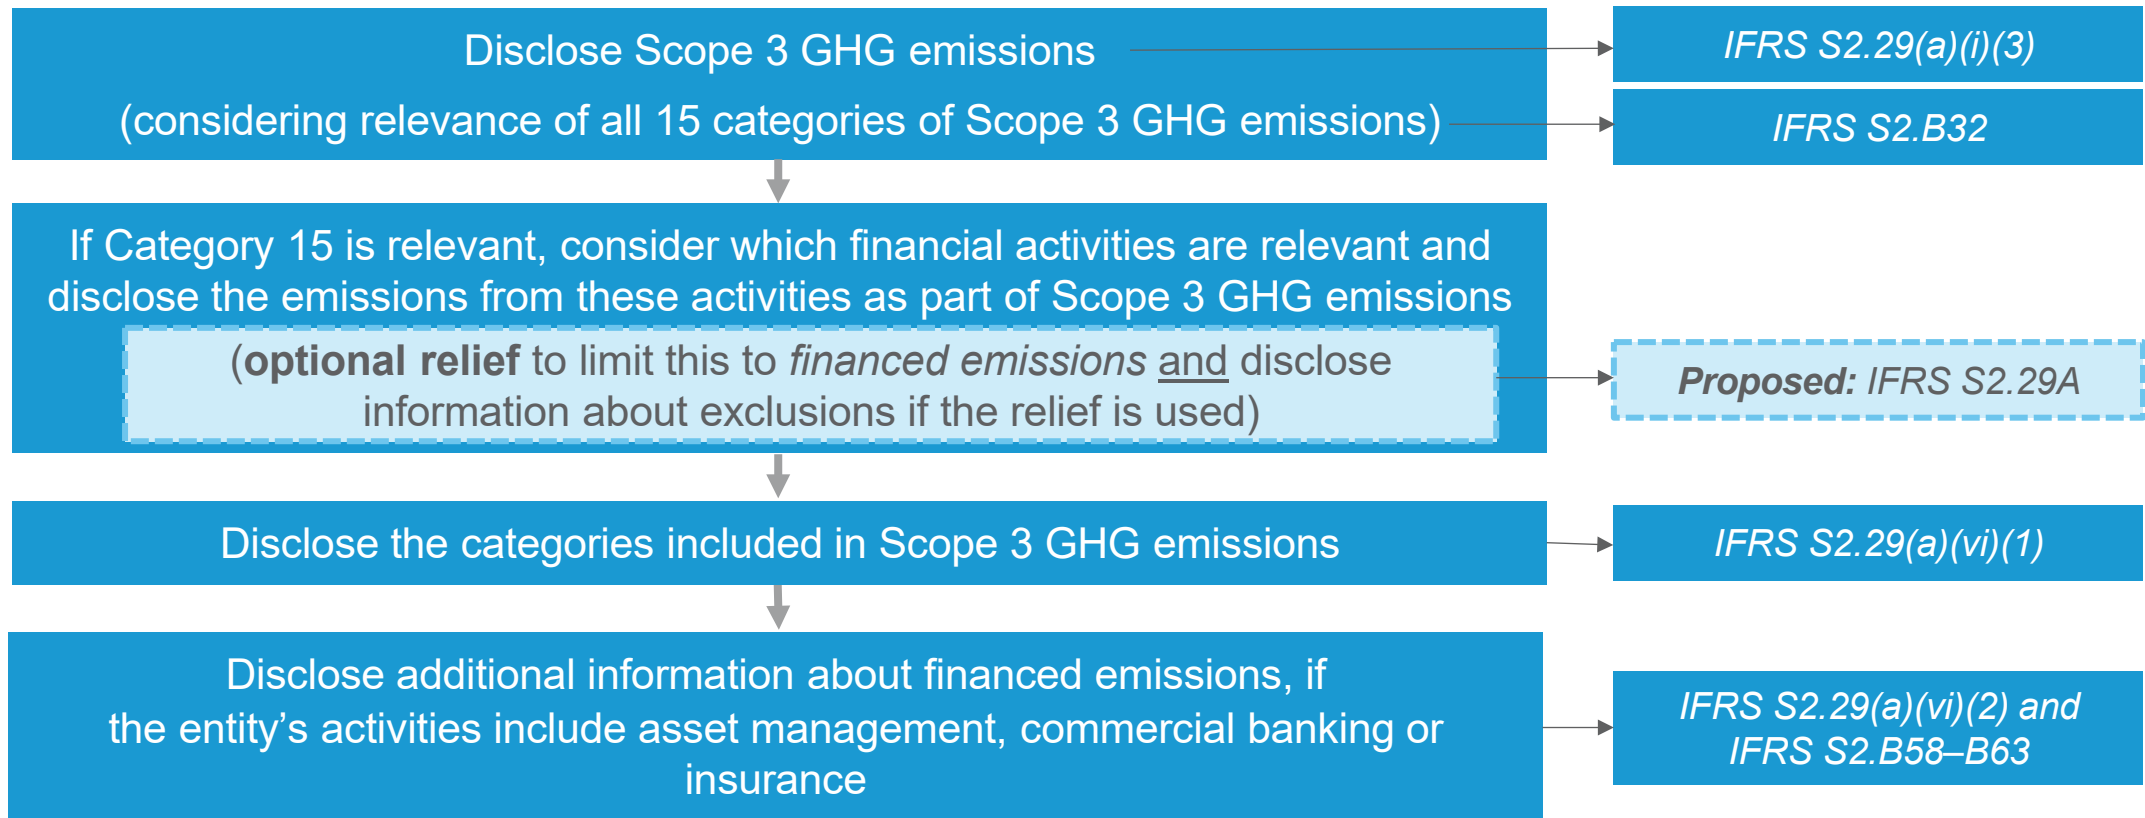 Disclose Scope 3 GHG emissions
IFRS S2.29(a)(i)(3)
(considering relevance of all 15 categories of Scope 3 GHG emissions)
IFRS S2.B32
If Category 15 is relevant, consider which financial activities are relevant and
disclose the emissions from these activities as part of Scope 3 GHG emissions
(optional relief to limit this to financed emissions and disclose
information about exclusions if the relief is used)
Proposed: IFRS S2.29A
Disclose the categories included in Scope 3 GHG emissions
IFRS S2.29(a)(vi)(1)
Disclose additional information about financed emissions, if
the entity’s activities include asset management, commercial banking or
insurance
IFRS S2.29(a)(vi)(2) and
IFRS S2.B58–B63